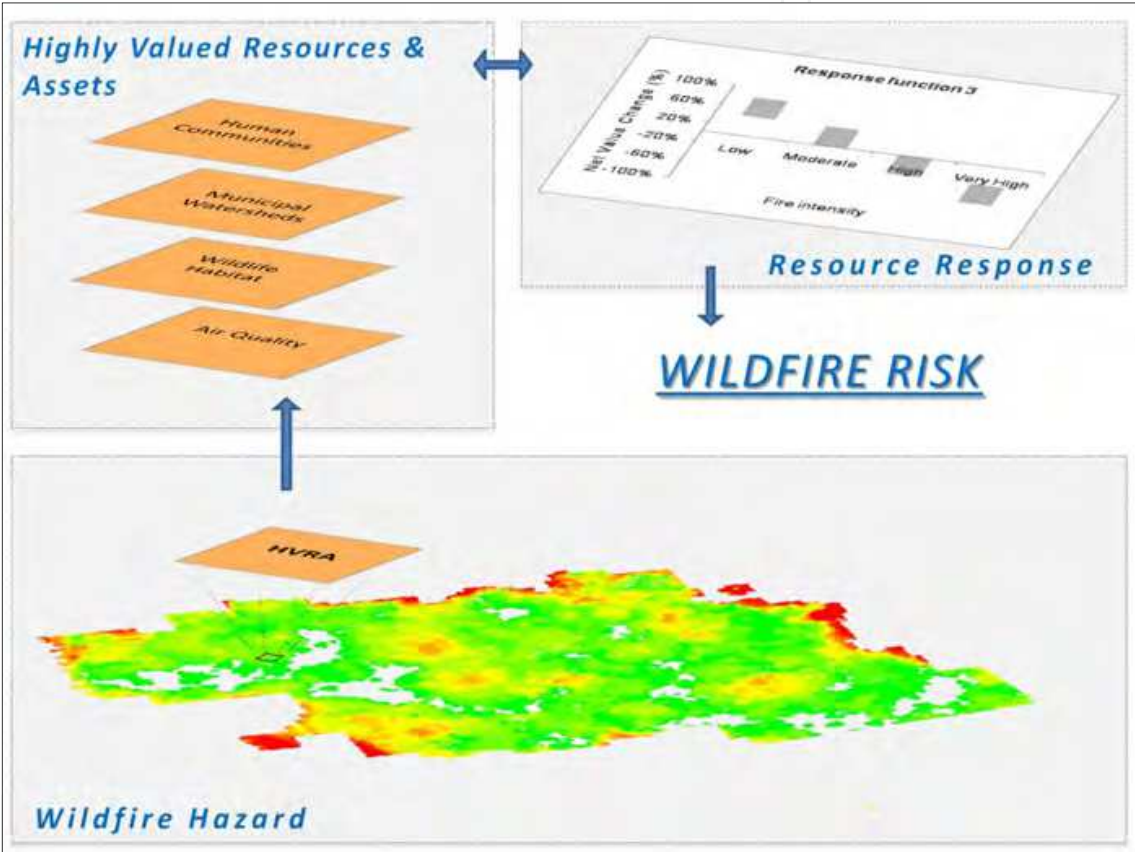 Highly Valued Resources &
Assets
Human
Communities
Municipal
Watersheds
Wildlife
Habitat
Air Quality
Response function 3
Net Value Change (%)
100%
60%
20%
-20%
-60%
-100%
Low
Moderate
High
Very High
Fire intensity
Resource Response
WILDFIRE RISK
HVRA
Wildfire Hazard